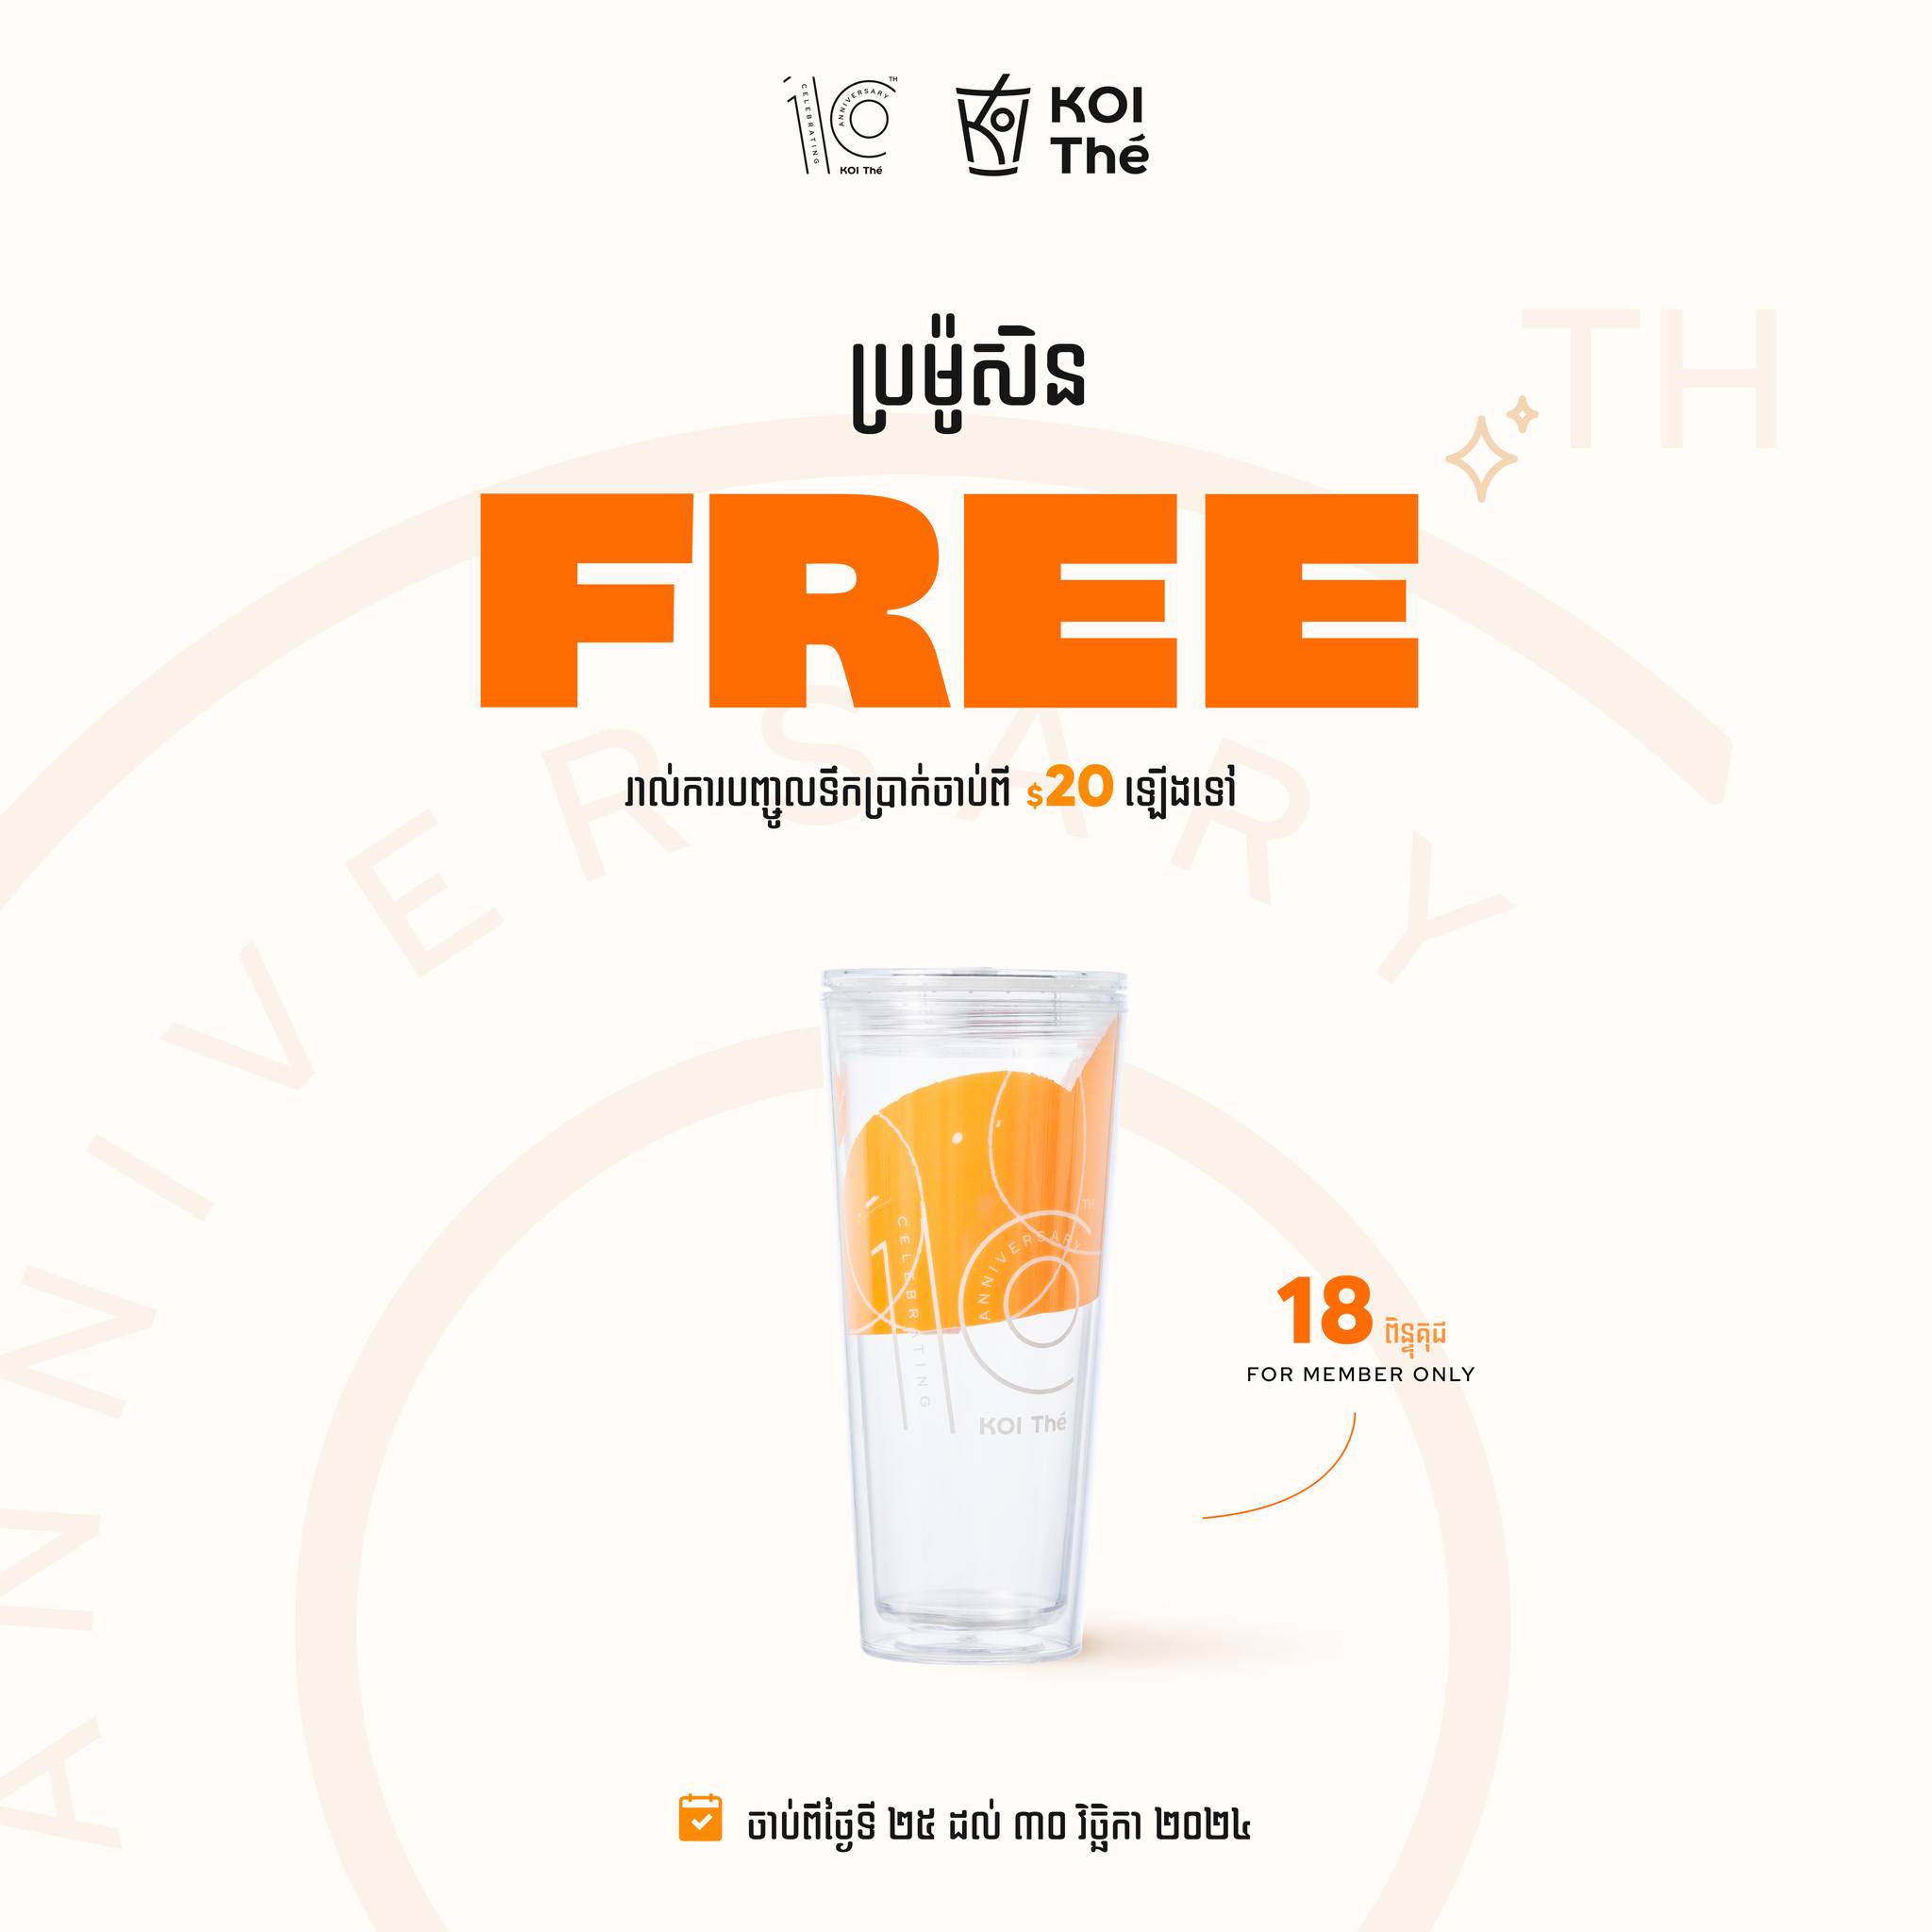 CELEBRATING
10 TH
ANNIVERSARY
KOI Thé
KOI
Thé
ប្រូម៉ូសិន
FREE
រាល់ការបញ្ចូលទឹកប្រាក់ចាប់ពី $20 ឡើងទៅ
TH
ANNIVERSARY
CELEBRATING
10 TH
ANNIVERSARY
KOI Thé
18 ពិន្ទុគុជ
FOR MEMBER ONLY
ចាប់ពីថ្ងៃទី ២៥ ដល់ ៣០ វិច្ឆិកា ២០២៤